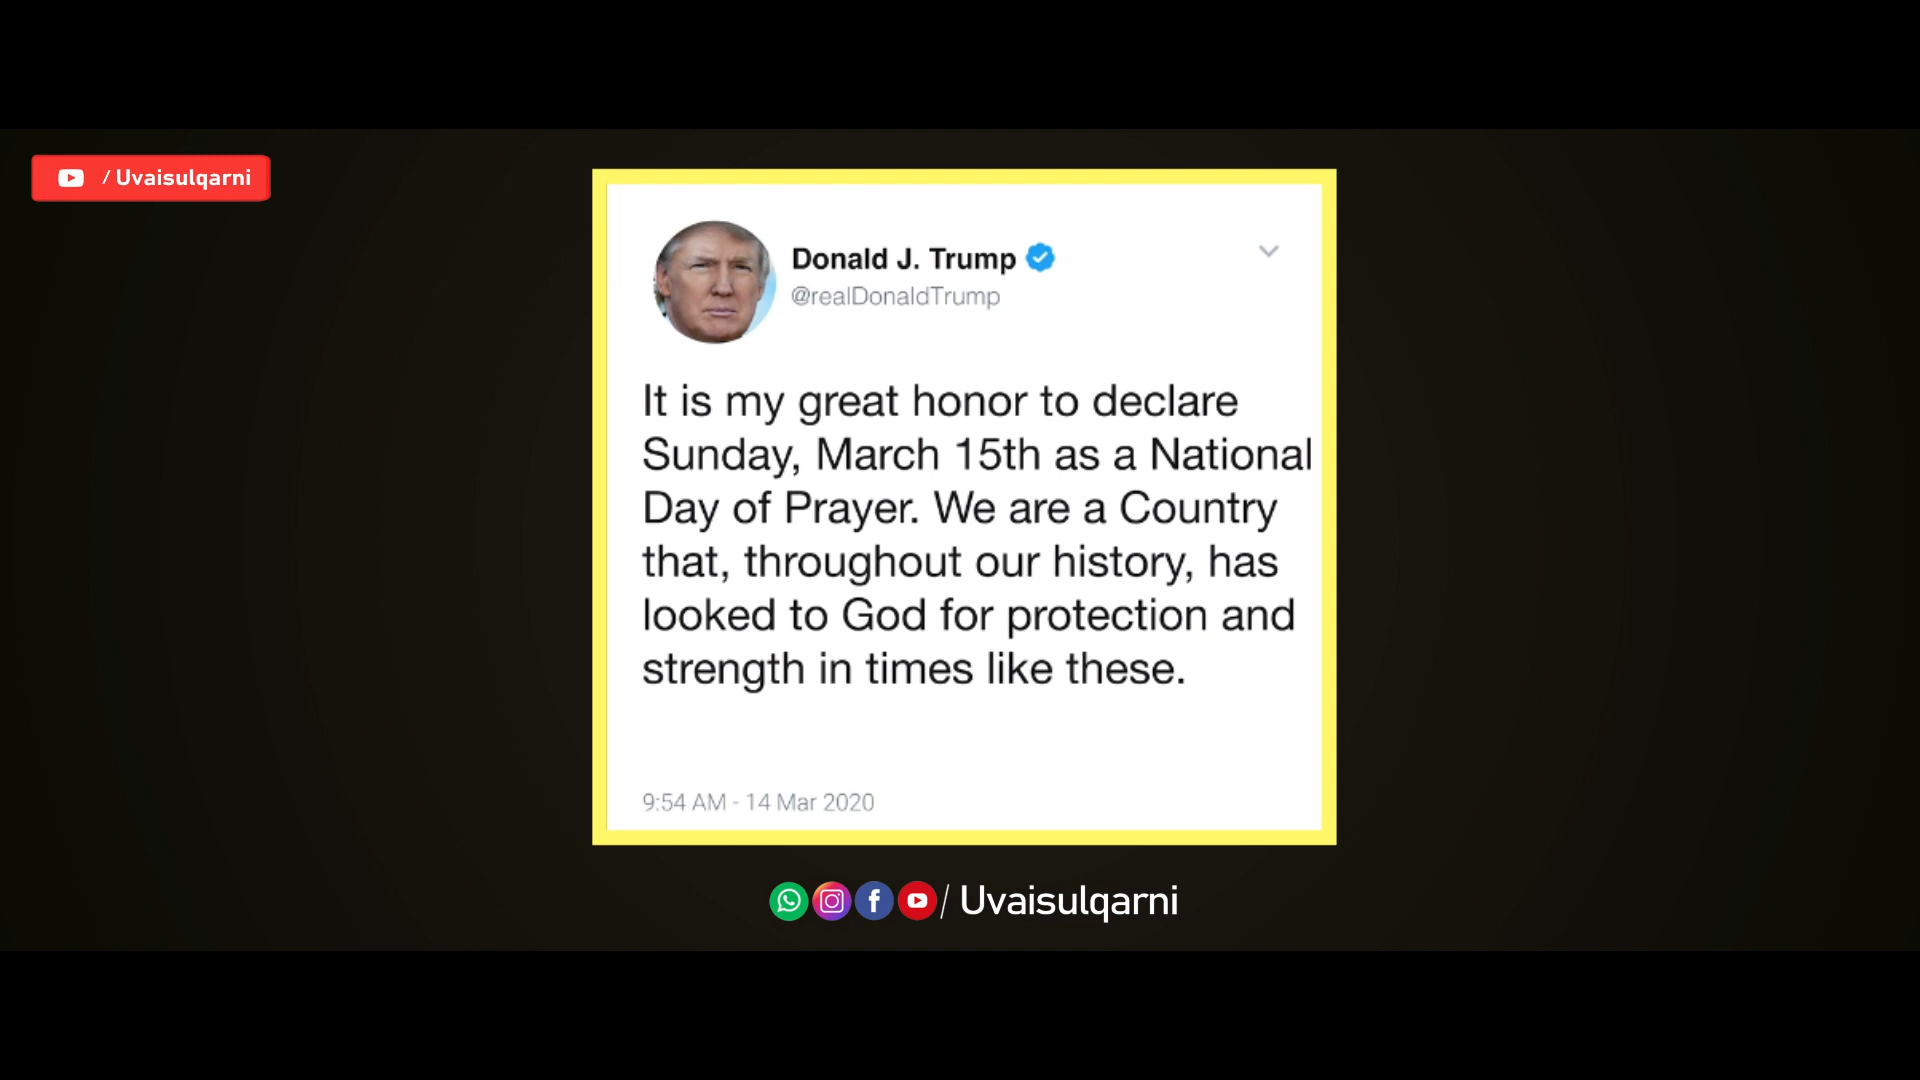 / Uvaisulqarni
Donald J. Trump
@realDonaldTrump
It is my great honor to declare
Sunday, March 15th as a National
Day of Prayer. We are a Country
that, throughout our history, has
looked to God for protection and
strength in times like these.
9:54 AM - 14 Mar 2020
/ Uvaisulqarni